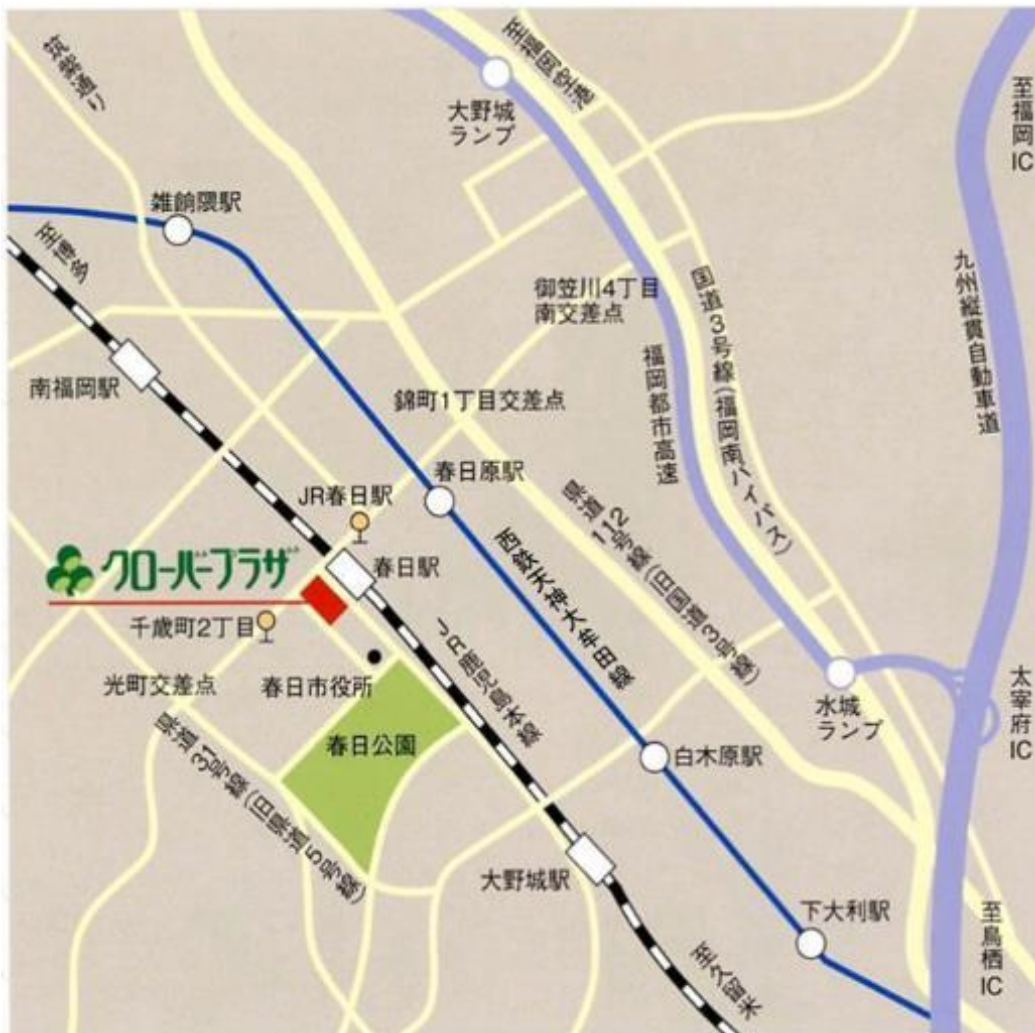 筑紫通り
至福岡空港
大野城
ランプ
至福岡IC
雑餉隈駅
至博多
御笠川4丁目
南交差点
国道3号線(福岡南バイパス)
九州縦貫自動車道
福岡都市高速
南福岡駅
錦町1丁目交差点
春日原駅
JR春日駅
県道112号線(旧国道3号線)
西鉄天神大牟田線
クローバープラザ
春日駅
千歳町2丁目
JR鹿児島本線
光町交差点
春日市役所
水城
ランプ
太宰府IC
県道31号線(旧県道5号線)
春日公園
白木原駅
大野城駅
下大利駅
至鳥栖IC
至久留米